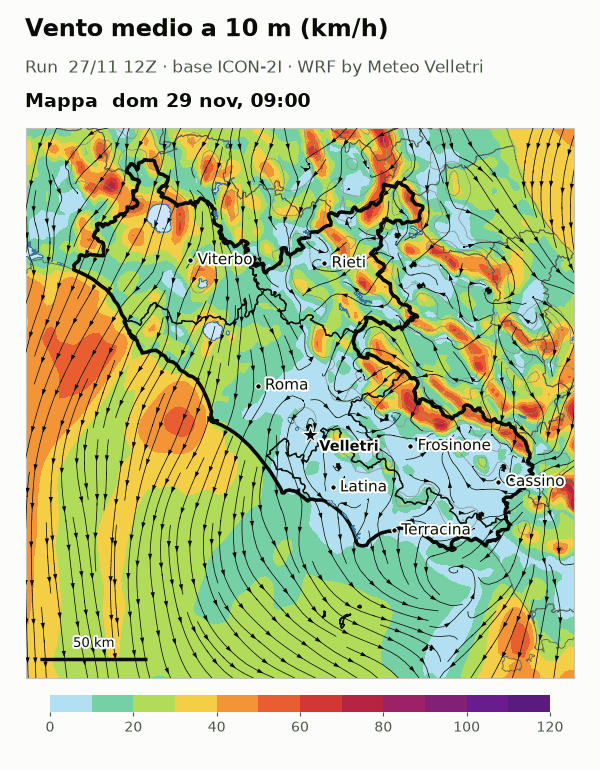 Vento medio a 10 m (km/h)
Run  27/11 12Z · base ICON-2I · WRF by Meteo Velletri
Mappa  dom 29 nov, 09:00
Viterbo
Rieti
Roma
Velletri
Frosinone
Latina
Cassino
Terracina
50 km
0 20 40 60 80 100 120